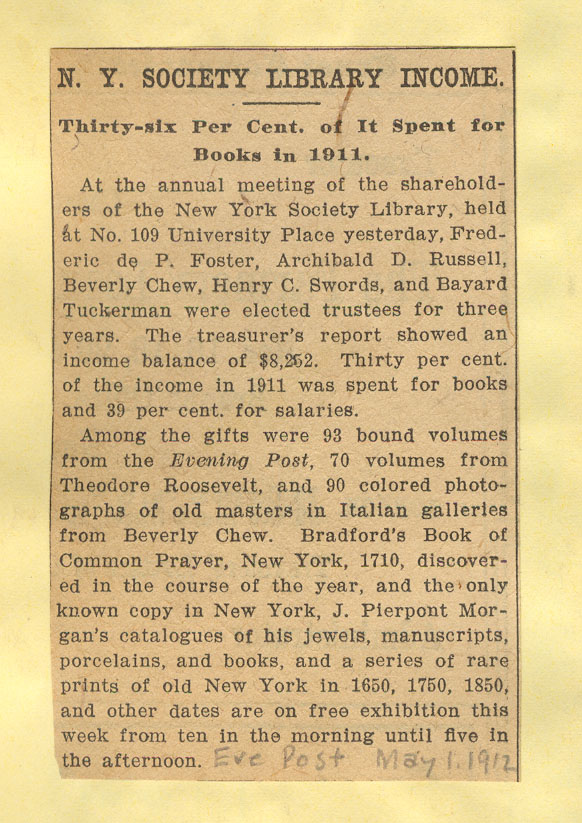 N. Y. SOCIETY LIBRARY INCOME.
Thirty-six Per Cent. of It Spent for
Books in 1911.
At the annual meeting of the sharehold-
ers of the New York Society Library, held
at No. 109 University Place yesterday, Fred-
eric de P. Foster, Archibald D. Russell,
Beverly Chew, Henry C. Swords, and Bayard
Tuckerman were elected trustees for three
years. The treasurer's report showed an
income balance of $8,252. Thirty per cent.
of the income in 1911 was spent for books
and 39 per cent. for salaries.
Among the gifts were 93 bound volumes
from the Evening Post, 70 volumes from
Theodore Roosevelt, and 90 colored photo-
graphs of old masters in Italian galleries
from Beverly Chew. Bradford's Book of
Common Prayer, New York, 1710, discover-
ed in the course of the year, and the only
known copy in New York, J. Pierpont Mor-
gan's catalogues of his jewels, manuscripts,
porcelains, and books, and a series of rare
prints of old New York in 1650, 1750, 1850,
and other dates are on free exhibition this
week from ten in the morning until five in
the afternoon. Eve Post May 1. 1912